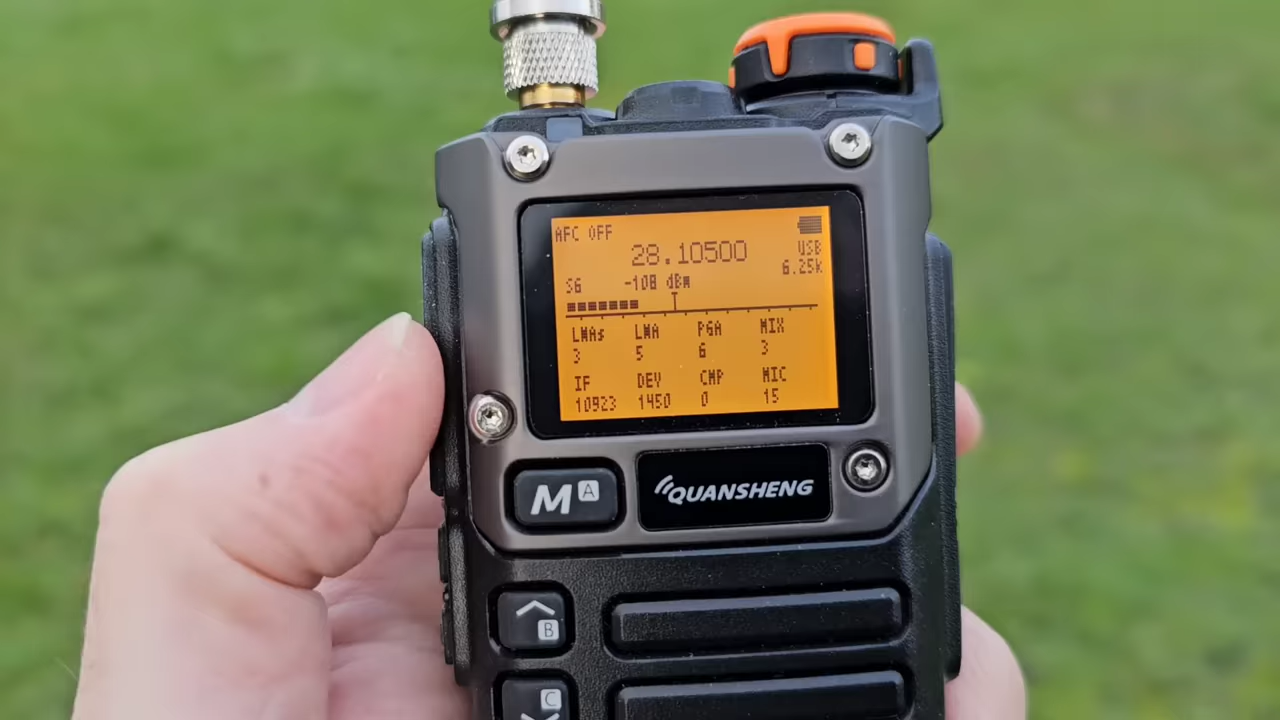 AFC OFF
28.10500
USB
6.25k
S6 -108 dBm
LNAs LNA PGA MIX
3 5 6 3
IF DEV CMP MIC
10923 1450 0 15
M A
QUANSHENG
B
C